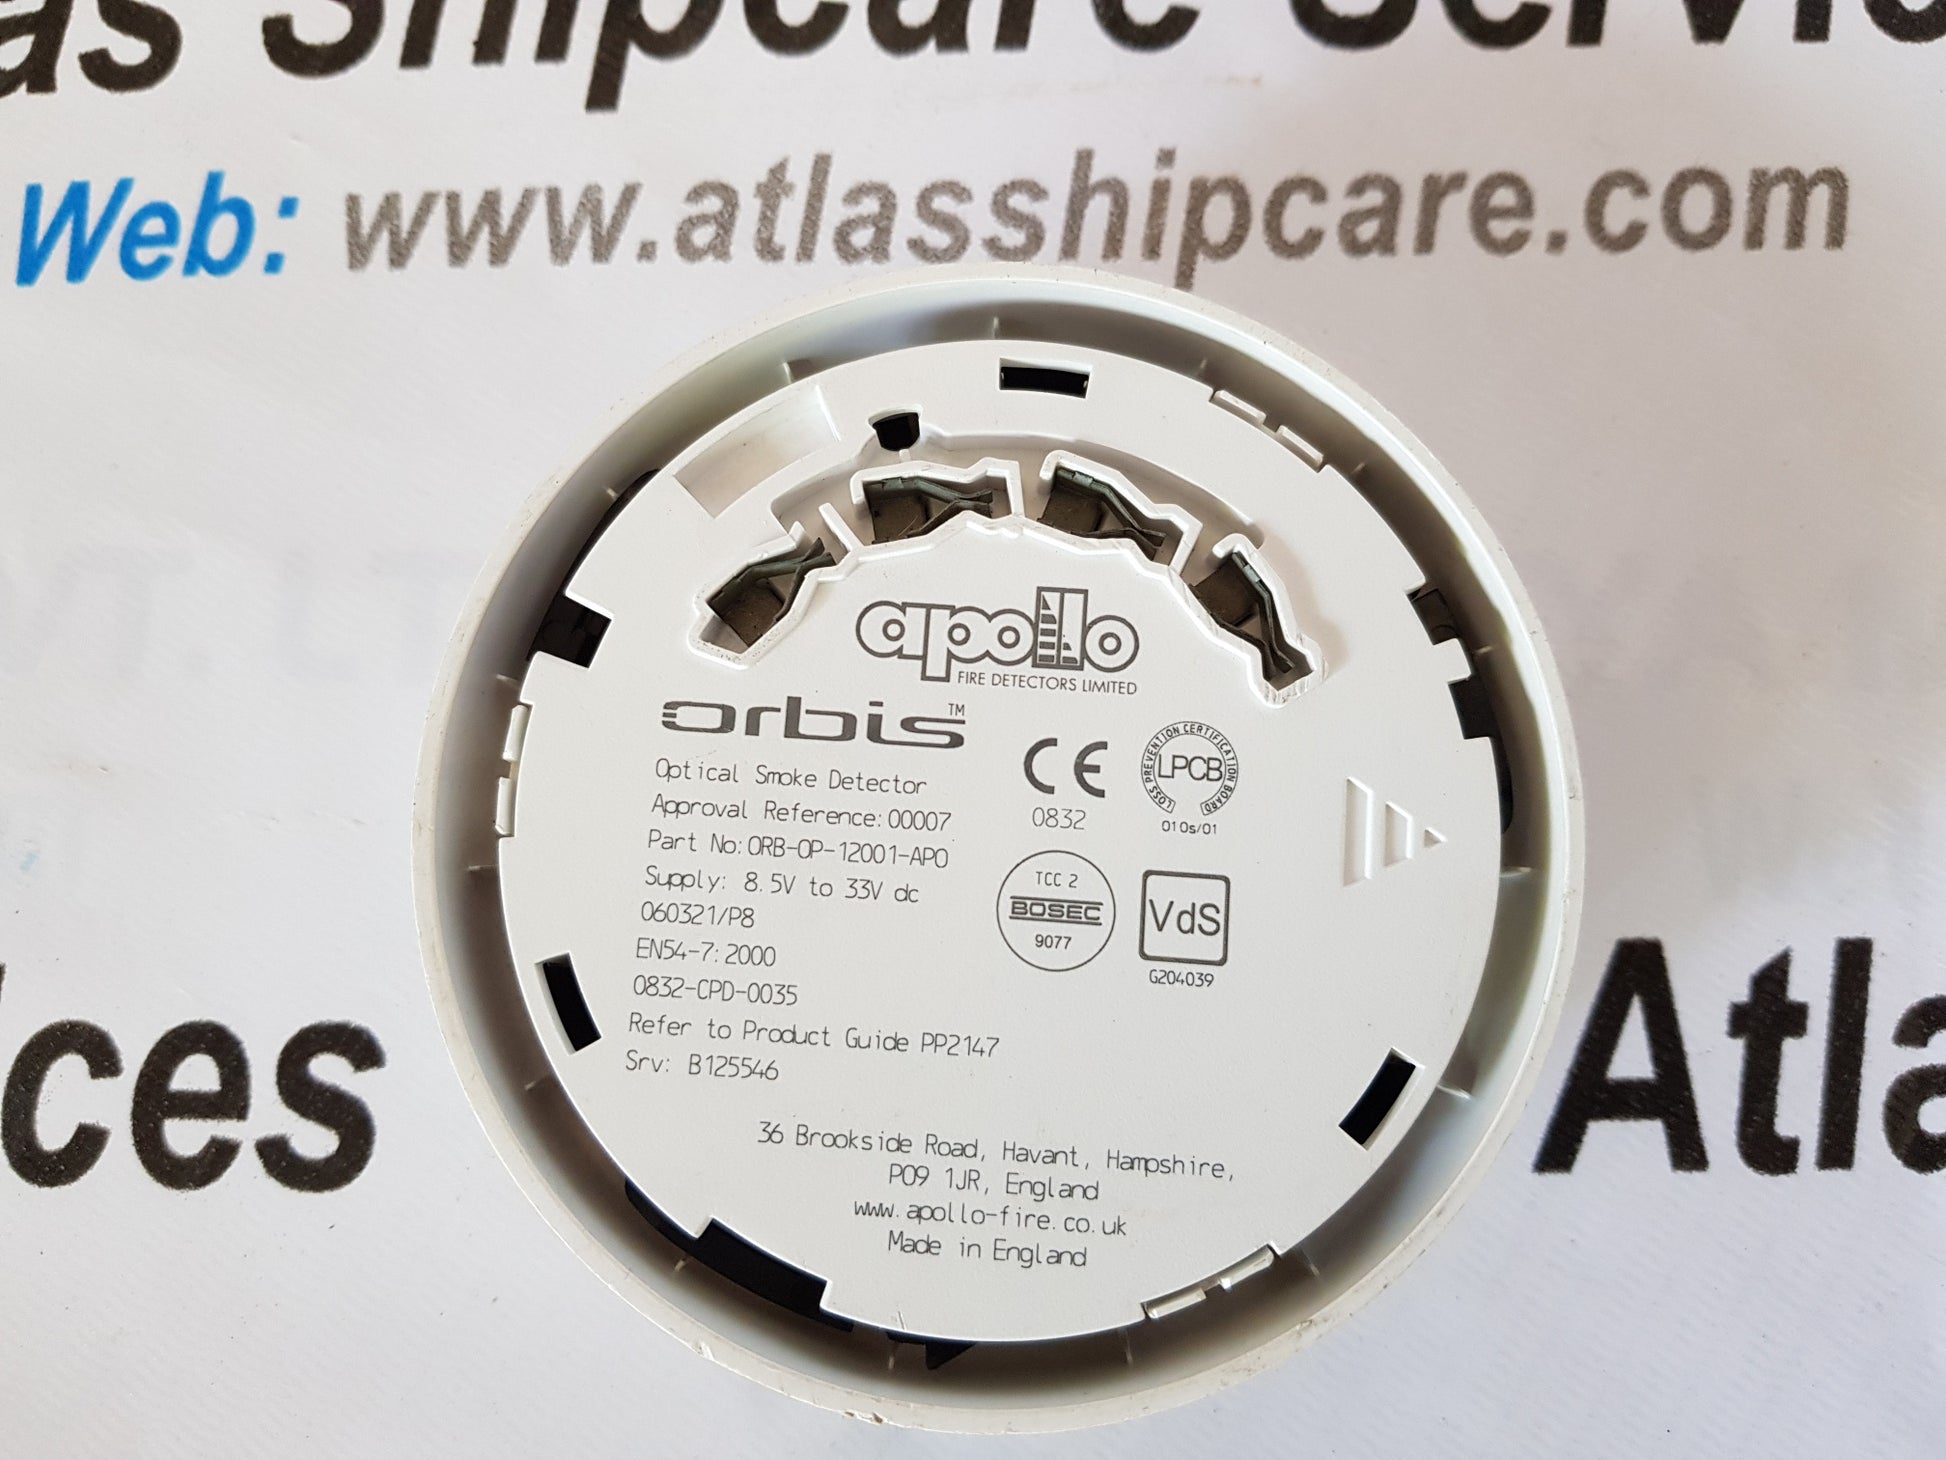 as Shipcare Servic
Web: www.atlasshipcare.com
apollo
FIRE DETECTORS LIMITED
orbis™
Optical Smoke Detector
Approval Reference:00007
Part No:ORB-OP-12001-APO
Supply: 8.5V to 33V dc
060321/P8
EN54-7:2000
0832-CPD-0035
Refer to Product Guide PP2147
Srv: B125546
CE
0832
LOSS PREVENTION CERTIFICATION BOARD
LPCB
010s/01
TCC 2
BOSEC
9077
VdS
G204039
36 Brookside Road, Havant, Hampshire,
PO9 1JR, England
www.apollo-fire.co.uk
Made in England
ices
Atla